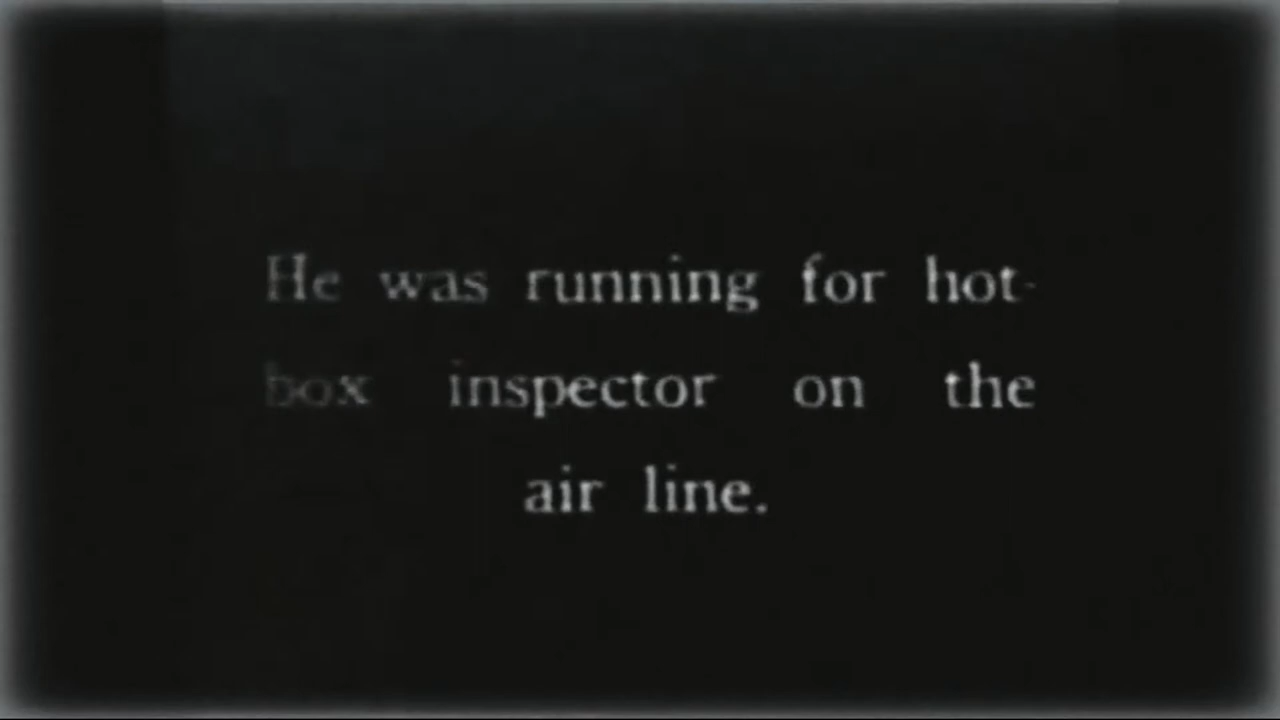 He was running for hot-
box inspector on the
air line.